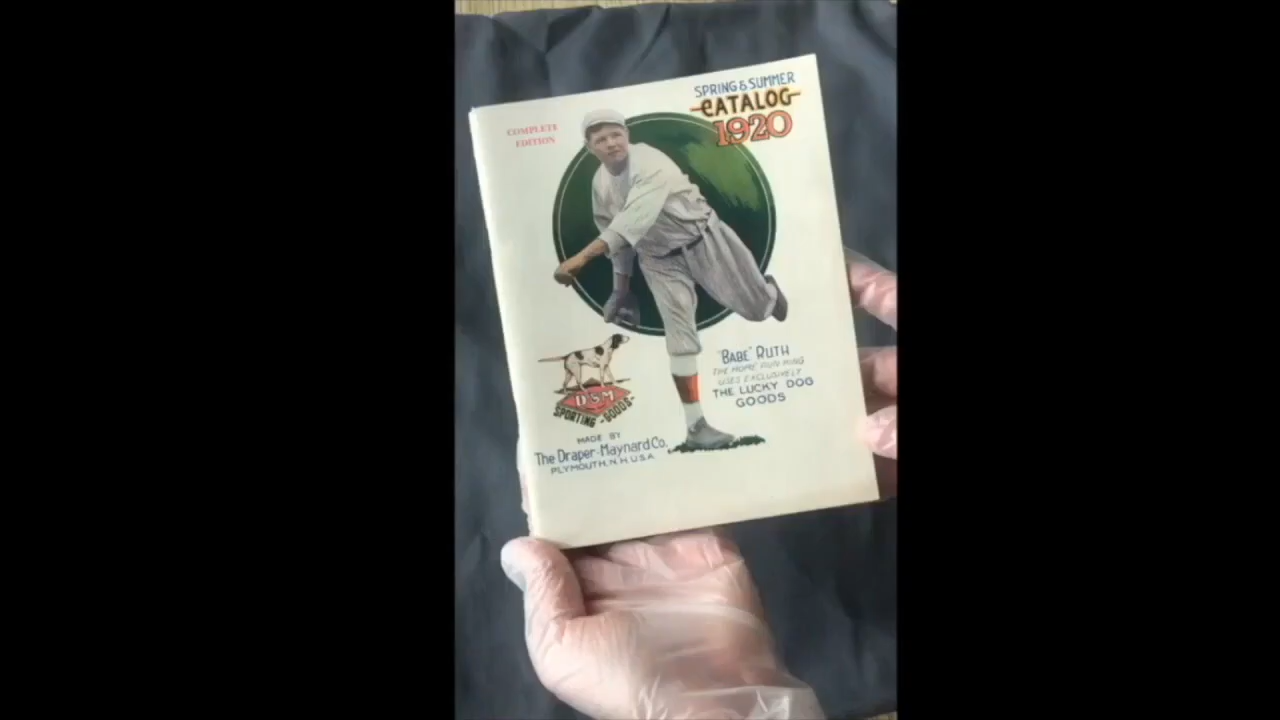 COMPLETE
EDITION
SPRING & SUMMER
CATALOG
1920
"BABE" RUTH
THE HOME RUN KING
USES EXCLUSIVELY
THE LUCKY DOG
GOODS
D&M
SPORTING-GOODS-
MADE BY
The Draper-Maynard Co.
PLYMOUTH, N.H. U.S.A.